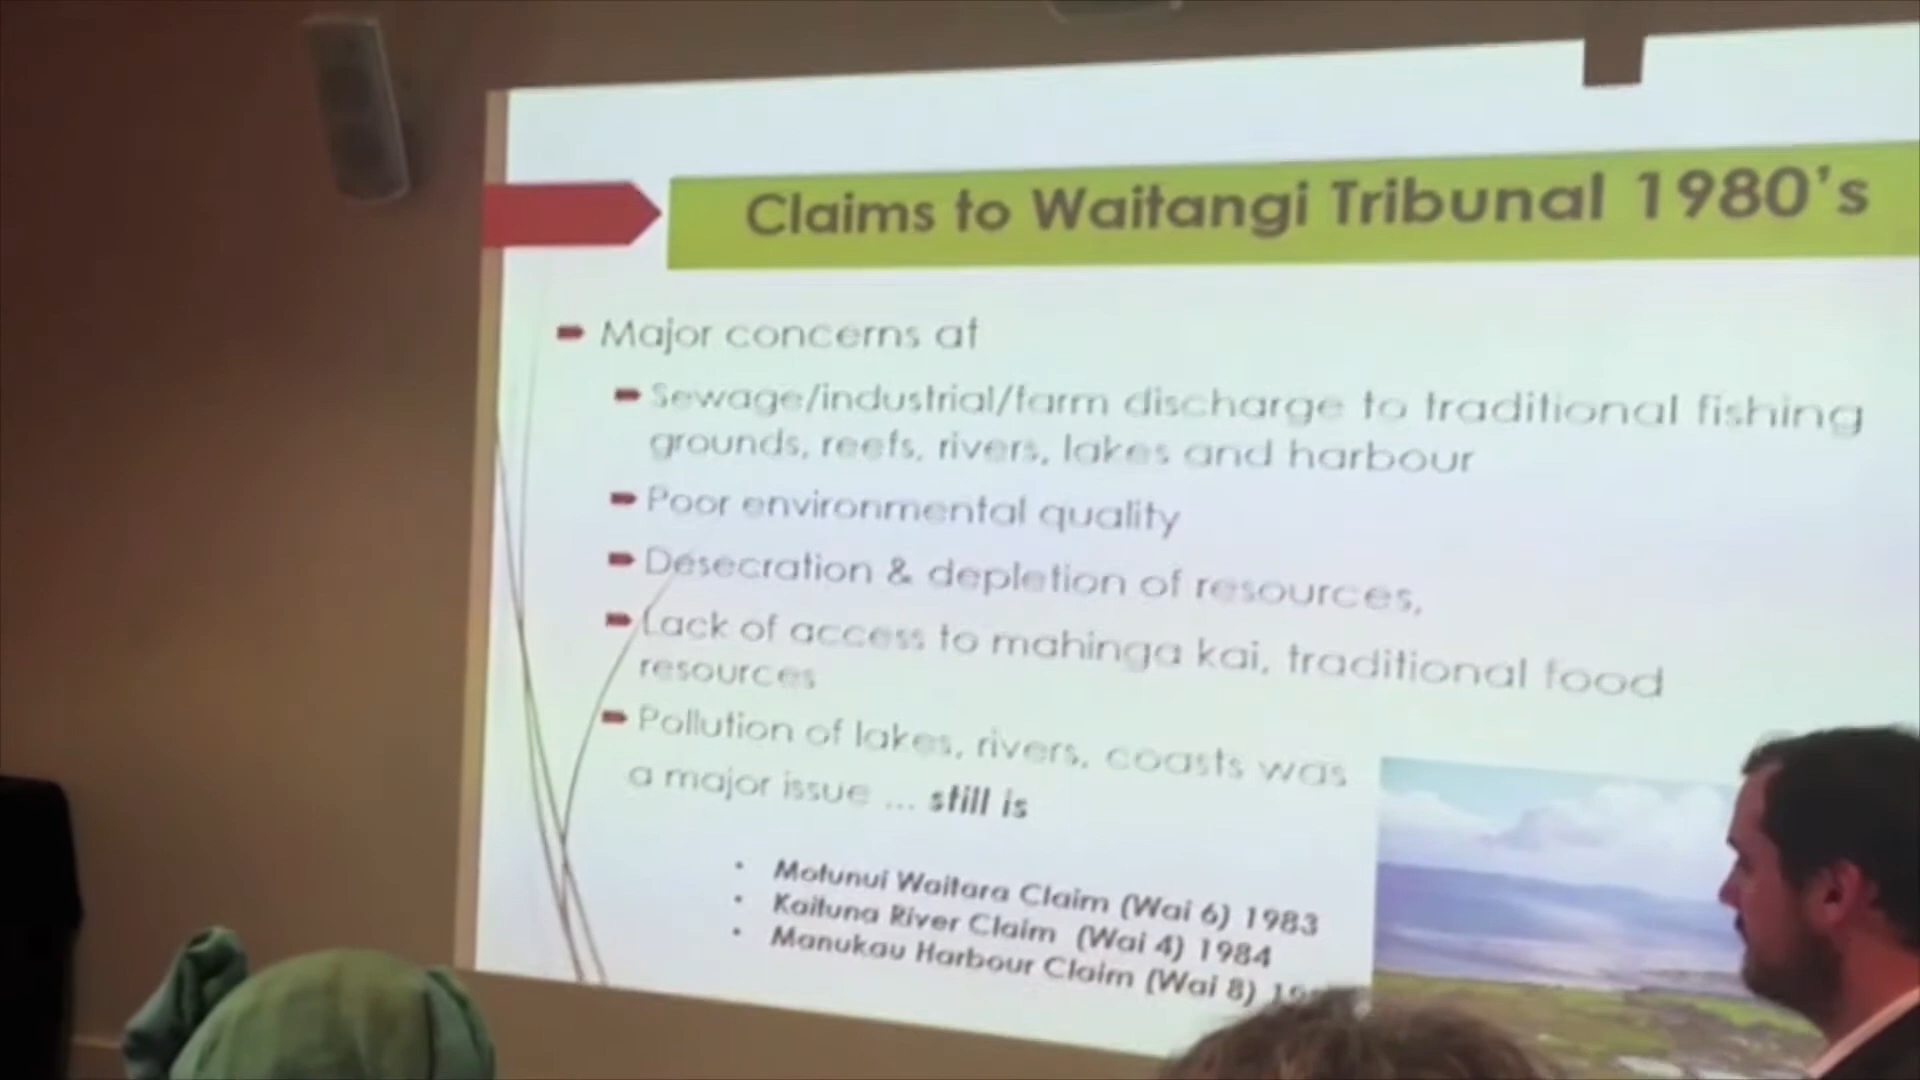 Claims to Waitangi Tribunal 1980's
Major concerns at
Sewage/industrial/farm discharge to traditional fishing
grounds, reefs, rivers, lakes and harbour
Poor environmental quality
Desecration & depletion of resources,
Lack of access to mahinga kai, traditional food
resources
Pollution of lakes, rivers, coasts was
a major issue ... still is
Motunui Waitara Claim (Wai 6) 1983
Kaituna River Claim (Wai 4) 1984
Manukau Harbour Claim (Wai 8)